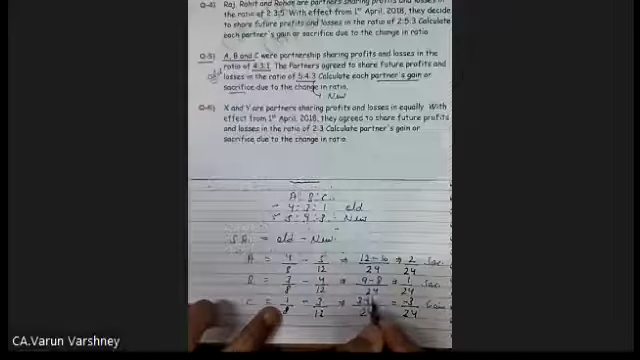 Q-4) Raj, Rohit and Rohan are partners sharing profits and losses in
the ratio of 2:3:5. With effect from 1st April, 2018, they decide
to share future profits and losses in the ratio of 2:5:3 Calculate
each partner's gain or sacrifice due to the change in ratio.
Q-5) A, B and C were partnership sharing profits and losses in the
ratio of 4:3:1. The Partners agreed to share future profits and
old
losses in the ratio of 5:4:3 Calculate each partner's gain or
sacrifice due to the change in ratio.
New
Q-6) X and Y are partners sharing profits and losses in equally. With
effect from 1st April, 2018, they agreed to share future profits
and losses in the ratio of 2:3 Calculate partner's gain or
sacrifice due to the change in ratio.
A : B : C
4 : 3 : 1 old
5 : 4 : 3 New
SR = old - New
A = 4/8 - 5/12 ⇒ 12-10/24 ⇒ 2/24 Sac
B = 3/8 - 4/12 ⇒ 9-8/24 ⇒ 1/24 Sac
C = 1/8 - 3/12 ⇒ = -3/24 Gain
CA.Varun Varshney